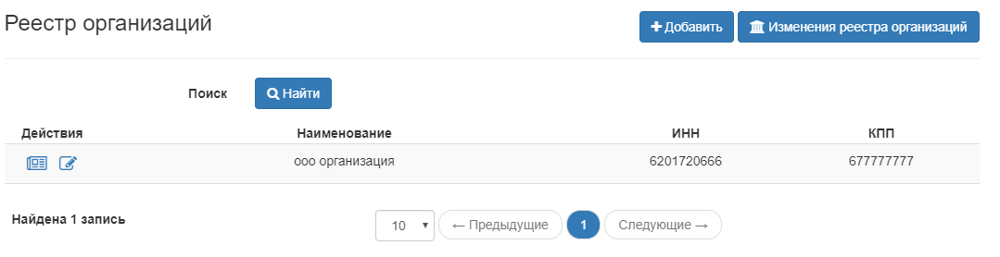 Реестр организаций
Добавить
Изменения реестра организаций
Поиск
Найти
Действия Наименование ИНН КПП
ооо организация 6201720666 677777777
Найдена 1 запись
10 ← Предыдущие 1 Следующие →